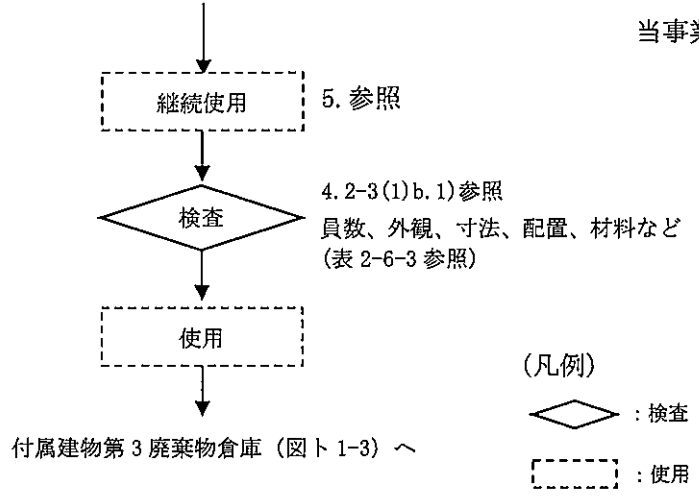 当事業
継続使用
5. 参照
検査
4.2-3(1)b.1)参照
員数、外観、寸法、配置、材料など
(表 2-6-3 参照)
使用
付属建物第 3 廃棄物倉庫 (図ト 1-3) へ
(凡例)
：検査
：使用